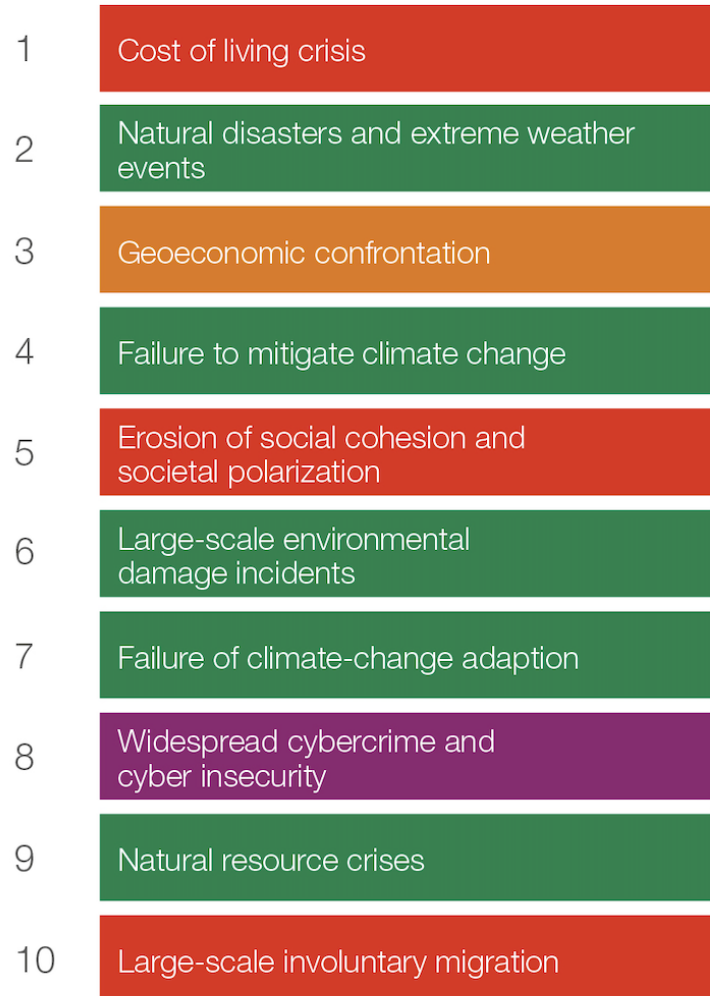 1 Cost of living crisis
2 Natural disasters and extreme weather
events
3 Geoeconomic confrontation
4 Failure to mitigate climate change
5 Erosion of social cohesion and
societal polarization
6 Large-scale environmental
damage incidents
7 Failure of climate-change adaption
8 Widespread cybercrime and
cyber insecurity
9 Natural resource crises
10 Large-scale involuntary migration